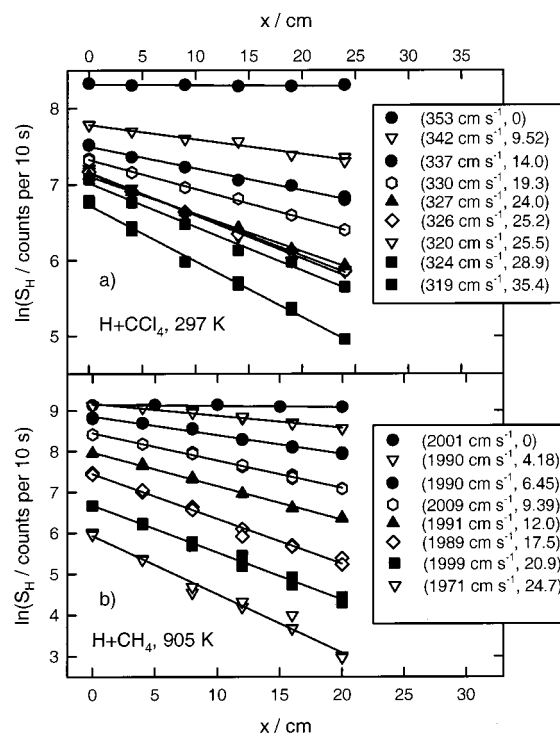 x / cm
0 5 10 15 20 25 30 35
8
7
6
5
ln(S_H / counts per 10 s)
a)
H+CCl₄, 297 K
(353 cm s⁻¹, 0)
(342 cm s⁻¹, 9.52)
(337 cm s⁻¹, 14.0)
(330 cm s⁻¹, 19.3)
(327 cm s⁻¹, 24.0)
(326 cm s⁻¹, 25.2)
(320 cm s⁻¹, 25.5)
(324 cm s⁻¹, 28.9)
(319 cm s⁻¹, 35.4)
9
8
7
6
5
4
3
ln(S_H / counts per 10 s)
b)
H+CH₄, 905 K
(2001 cm s⁻¹, 0)
(1990 cm s⁻¹, 4.18)
(1990 cm s⁻¹, 6.45)
(2009 cm s⁻¹, 9.39)
(1991 cm s⁻¹, 12.0)
(1989 cm s⁻¹, 17.5)
(1999 cm s⁻¹, 20.9)
(1971 cm s⁻¹, 24.7)
0 5 10 15 20 25 30
x / cm